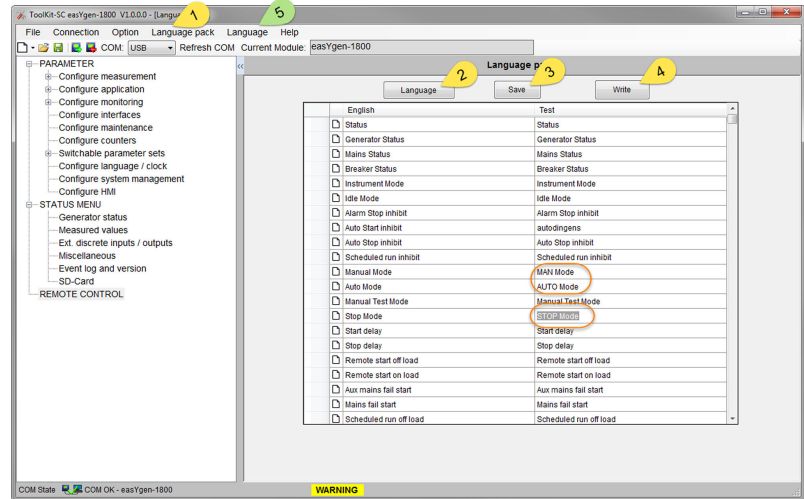 ToolKit-SC easYgen-1800 V1.0.0.0 - [Langua
File Connection Option Language pack Language Help
COM: USB Refresh COM Current Module: easYgen-1800
1
5
PARAMETER
Configure measurement
Configure application
Configure monitoring
Configure interfaces
Configure maintenance
Configure counters
Switchable parameter sets
Configure language / clock
Configure system management
Configure HMI
STATUS MENU
Generator status
Measured values
Ext. discrete inputs / outputs
Miscellaneous
Event log and version
SD-Card
REMOTE CONTROL
Language p
2
3
4
Language Save Write
English Test
Status Status
Generator Status Generator Status
Mains Status Mains Status
Breaker Status Breaker Status
Instrument Mode Instrument Mode
Idle Mode Idle Mode
Alarm Stop inhibit Alarm Stop inhibit
Auto Start inhibit autodingens
Auto Stop inhibit Auto Stop inhibit
Scheduled run inhibit Scheduled run inhibit
Manual Mode MAN Mode
Auto Mode AUTO Mode
Manual Test Mode Manual Test Mode
Stop Mode STOP Mode
Start delay Start delay
Stop delay Stop delay
Remote start off load Remote start off load
Remote start on load Remote start on load
Aux mains fail start Aux mains fail start
Mains fail start Mains fail start
Scheduled run off load Scheduled run off load
COM State COM OK - easYgen-1800 WARNING